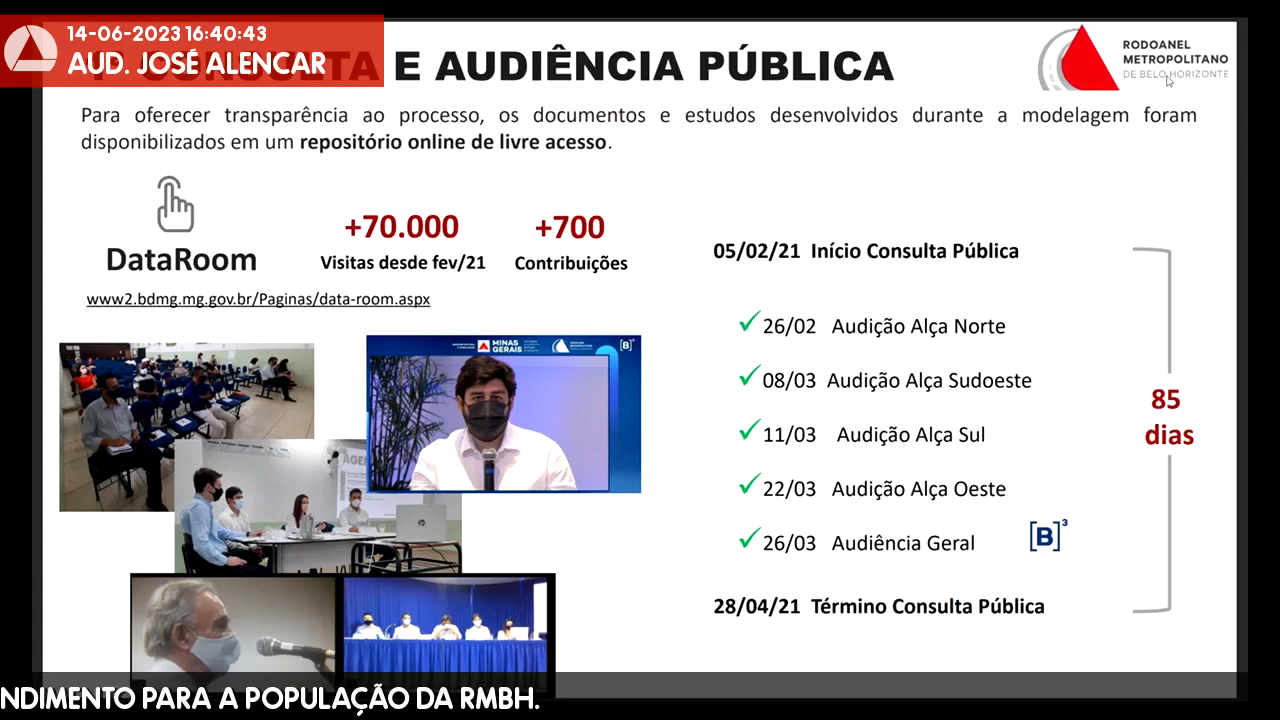 14-06-2023 16:40:43
AUD. JOSÉ ALENCAR
E AUDIÊNCIA PÚBLICA
RODOANEL
METROPOLITANO
DE BELO HORIZONTE
Para oferecer transparência ao processo, os documentos e estudos desenvolvidos durante a modelagem foram
disponibilizados em um repositório online de livre acesso.
DataRoom
+70.000
Visitas desde fev/21
+700
Contribuições
www2.bdmg.mg.gov.br/Paginas/data-room.aspx
MINAS
GERAIS
[B]³
AGEN
hp
05/02/21 Início Consulta Pública
26/02 Audição Alça Norte
08/03 Audição Alça Sudoeste
11/03 Audição Alça Sul
22/03 Audição Alça Oeste
26/03 Audiência Geral
[B]³
28/04/21 Término Consulta Pública
85
dias
NDIMENTO PARA A POPULAÇÃO DA RMBH.